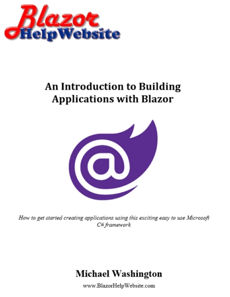 Blazor
HelpWebsite
An Introduction to Building
Applications with Blazor
@
How to get started creating applications using this exciting easy to use Microsoft
C# framework
Michael Washington
www.BlazorHelpWebsite.com